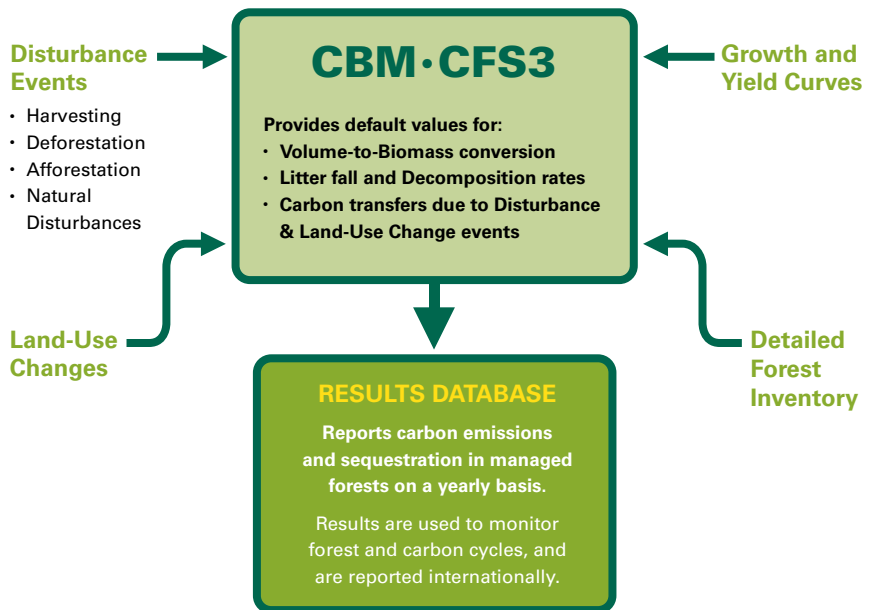 Disturbance
Events
• Harvesting
• Deforestation
• Afforestation
• Natural
Disturbances
Land-Use
Changes
CBM•CFS3
Provides default values for:
• Volume-to-Biomass conversion
• Litter fall and Decomposition rates
• Carbon transfers due to Disturbance
& Land-Use Change events
Growth and
Yield Curves
Detailed
Forest
Inventory
RESULTS DATABASE
Reports carbon emissions
and sequestration in managed
forests on a yearly basis.
Results are used to monitor
forest and carbon cycles, and
are reported internationally.